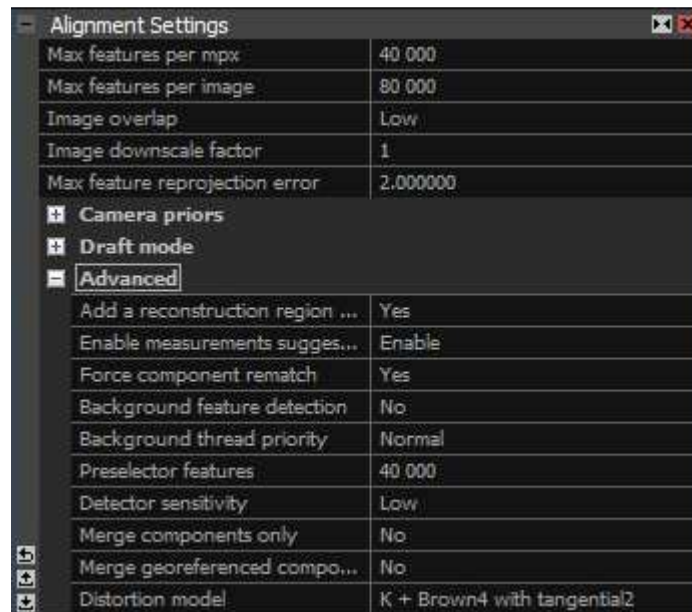 Alignment Settings
Max features per mpx 40 000
Max features per image 80 000
Image overlap Low
Image downscale factor 1
Max feature reprojection error 2.000000
Camera priors
Draft mode
Advanced
Add a reconstruction region ... Yes
Enable measurements sugges... Enable
Force component rematch Yes
Background feature detection No
Background thread priority Normal
Preselector features 40 000
Detector sensitivity Low
Merge components only No
Merge georeferenced compo... No
Distortion model K + Brown4 with tangential2